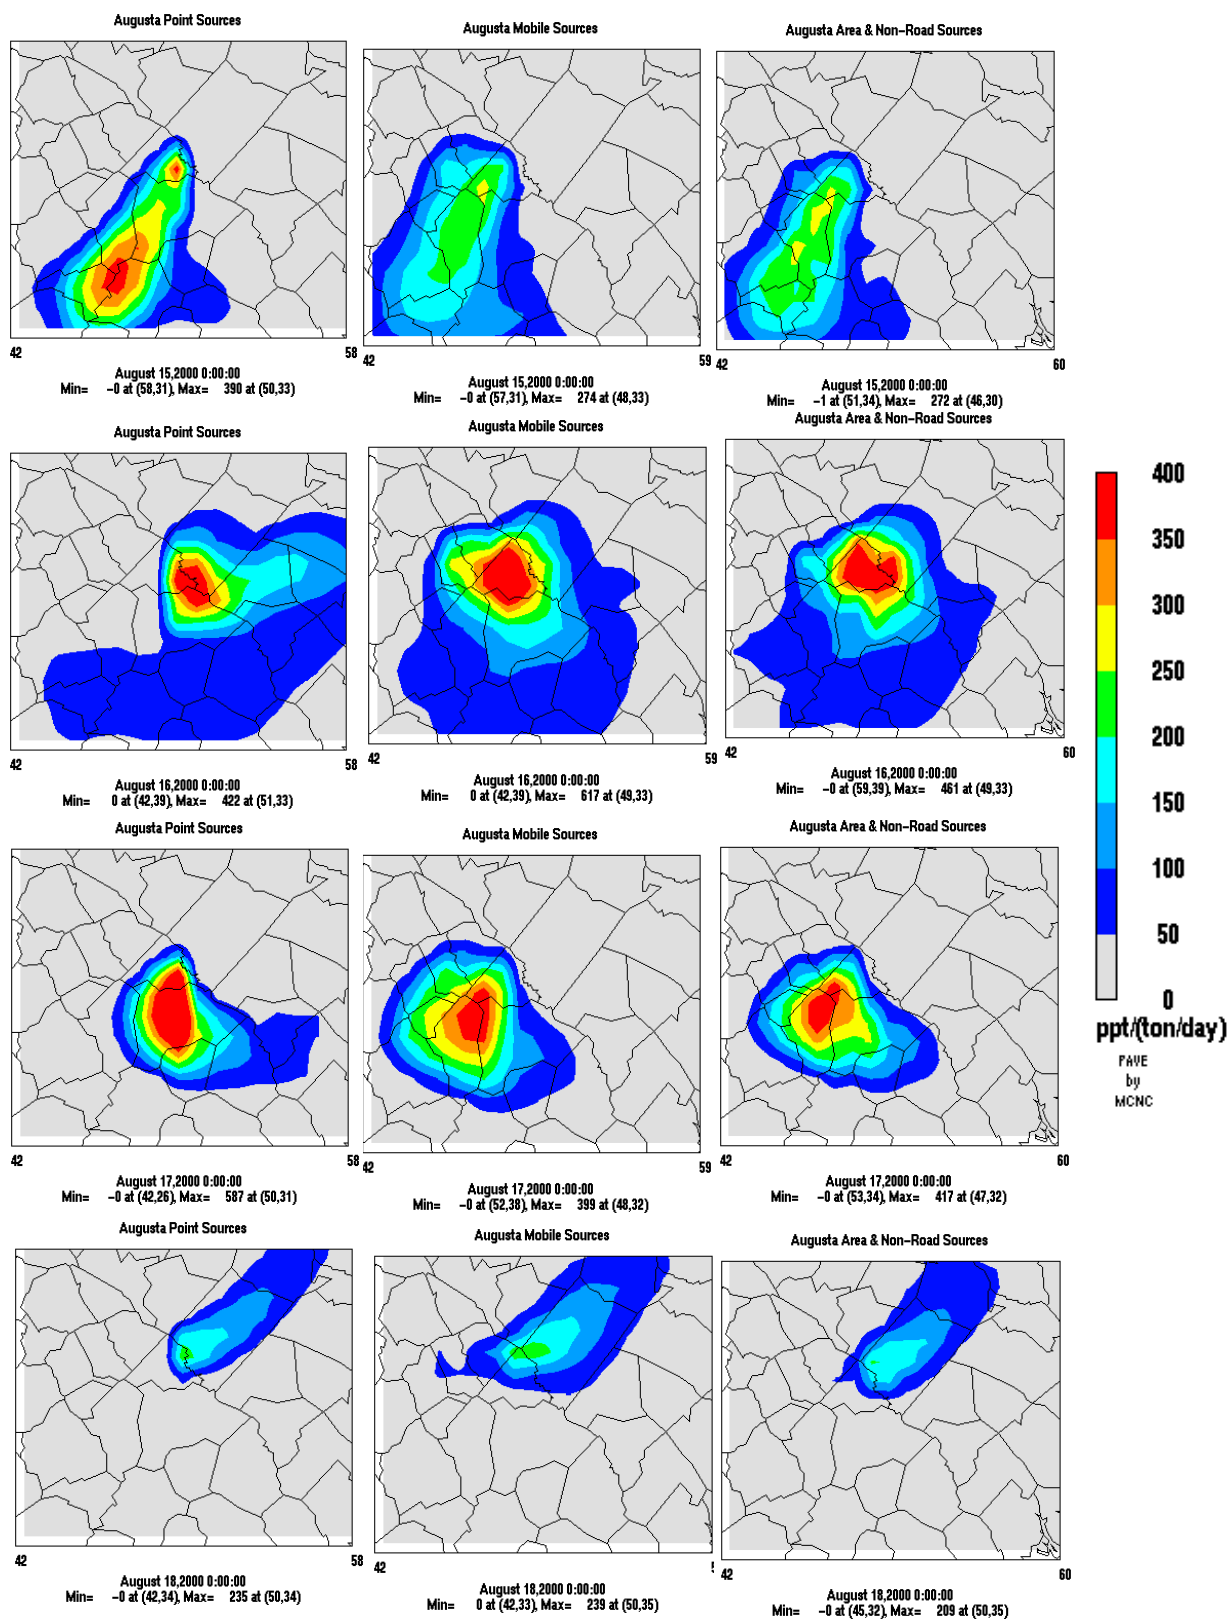 Augusta Point Sources
Augusta Mobile Sources
Augusta Area & Non-Road Sources
42
58
42
59
42
60
August 15,2000 0:00:00
Min= -0 at (58,31), Max= 390 at (50,33)
August 15,2000 0:00:00
Min= -0 at (57,31), Max= 274 at (48,33)
August 15,2000 0:00:00
Min= -1 at (51,34), Max= 272 at (46,30)
Augusta Point Sources
Augusta Mobile Sources
Augusta Area & Non-Road Sources
42
58
42
59
42
60
August 16,2000 0:00:00
Min= 0 at (42,39), Max= 422 at (51,33)
August 16,2000 0:00:00
Min= 0 at (42,39), Max= 617 at (49,33)
August 16,2000 0:00:00
Min= -0 at (59,39), Max= 461 at (49,33)
400
350
300
250
200
150
100
50
0
ppt/(ton/day)
PAVE
by
MCNC
Augusta Point Sources
Augusta Mobile Sources
Augusta Area & Non-Road Sources
42
58
42
59
42
60
August 17,2000 0:00:00
Min= -0 at (42,26), Max= 587 at (50,31)
August 17,2000 0:00:00
Min= -0 at (52,38), Max= 399 at (48,32)
August 17,2000 0:00:00
Min= -0 at (53,34), Max= 417 at (47,32)
Augusta Point Sources
Augusta Mobile Sources
Augusta Area & Non-Road Sources
42
58
42
42
60
August 18,2000 0:00:00
Min= -0 at (42,34), Max= 235 at (50,34)
August 18,2000 0:00:00
Min= 0 at (42,33), Max= 239 at (50,35)
August 18,2000 0:00:00
Min= -0 at (45,32), Max= 209 at (50,35)